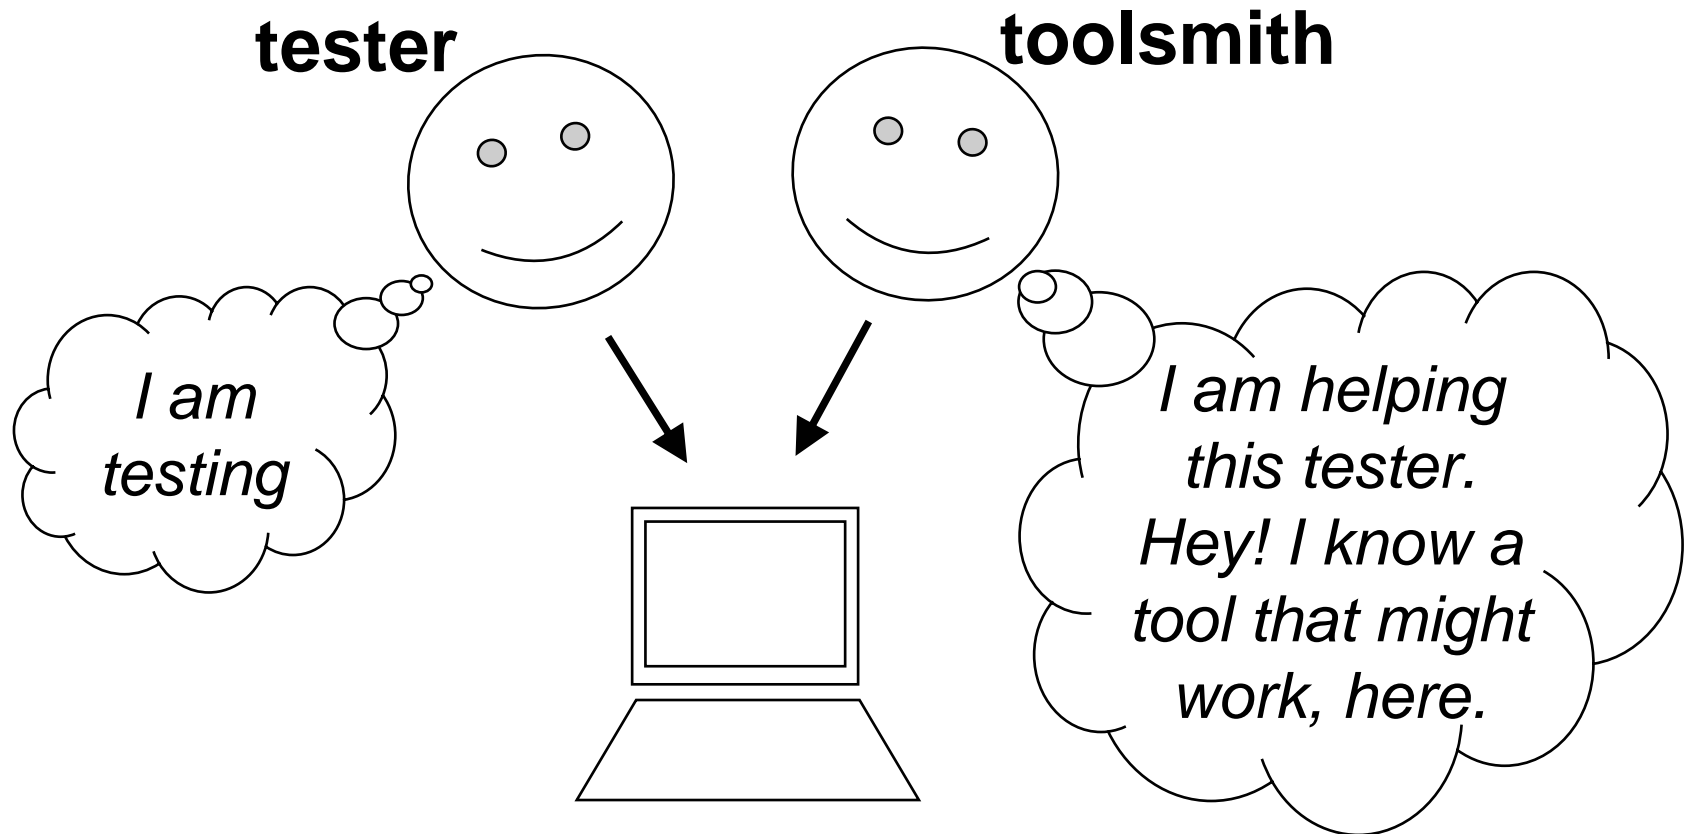 tester
toolsmith
I am
testing
I am helping
this tester.
Hey! I know a
tool that might
work, here.